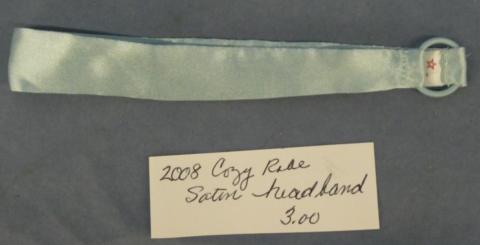 2008 Cozy Robe
Satin headband
3.00